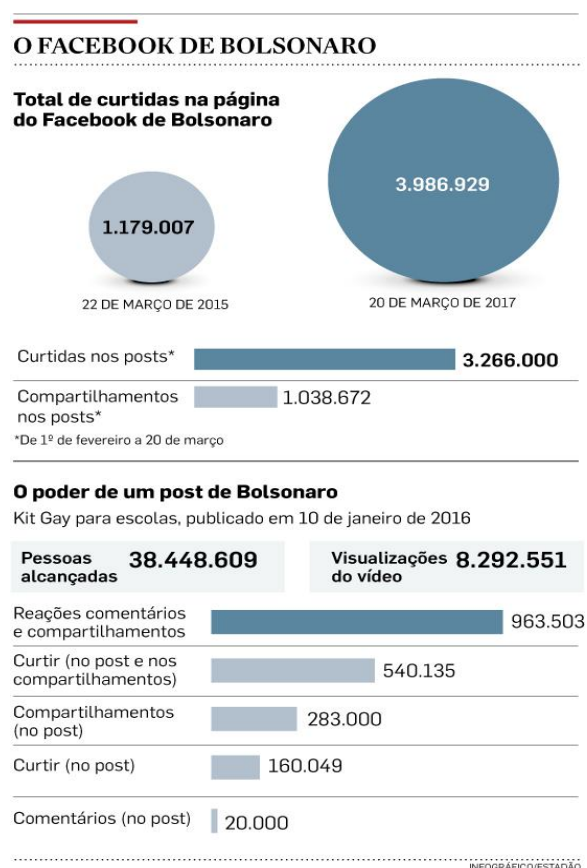 O FACEBOOK DE BOLSONARO
Total de curtidas na página
do Facebook de Bolsonaro
1.179.007
3.986.929
22 DE MARÇO DE 2015
20 DE MARÇO DE 2017
Curtidas nos posts*
3.266.000
Compartilhamentos
nos posts*
1.038.672
*De 1º de fevereiro a 20 de março
O poder de um post de Bolsonaro
Kit Gay para escolas, publicado em 10 de janeiro de 2016
Pessoas
alcançadas
38.448.609
Visualizações
do vídeo
8.292.551
Reações comentários
e compartilhamentos
963.503
Curtir (no post e nos
compartilhamentos)
540.135
Compartilhamentos
(no post)
283.000
Curtir (no post)
160.049
Comentários (no post)
20.000
INFOGRÁFICO/ESTADÃO